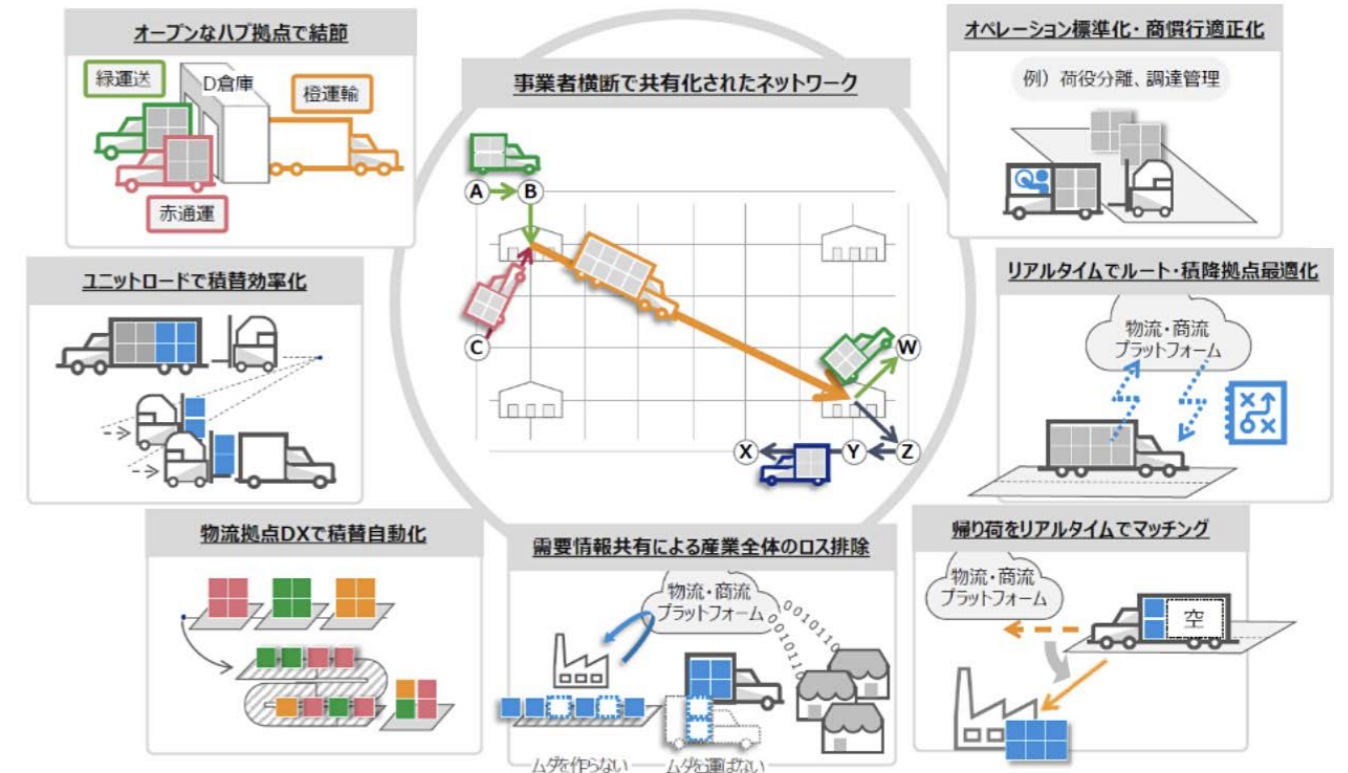 オープンなハブ拠点で結節
緑運送
D倉庫
橙運輸
赤通運
ユニットロードで積替効率化
物流拠点DXで積替自動化
事業者横断で共有化されたネットワーク
A
B
C
W
X
Y
Z
需要情報共有による産業全体のロス排除
物流・商流
プラットフォーム
0010110
0010110
ムダを作らない
ムダを運ばない
オペレーション標準化・商慣行適正化
例）荷役分離、調達管理
リアルタイムでルート・積降拠点最適化
物流・商流
プラットフォーム
帰り荷をリアルタイムでマッチング
物流・商流
プラットフォーム
空